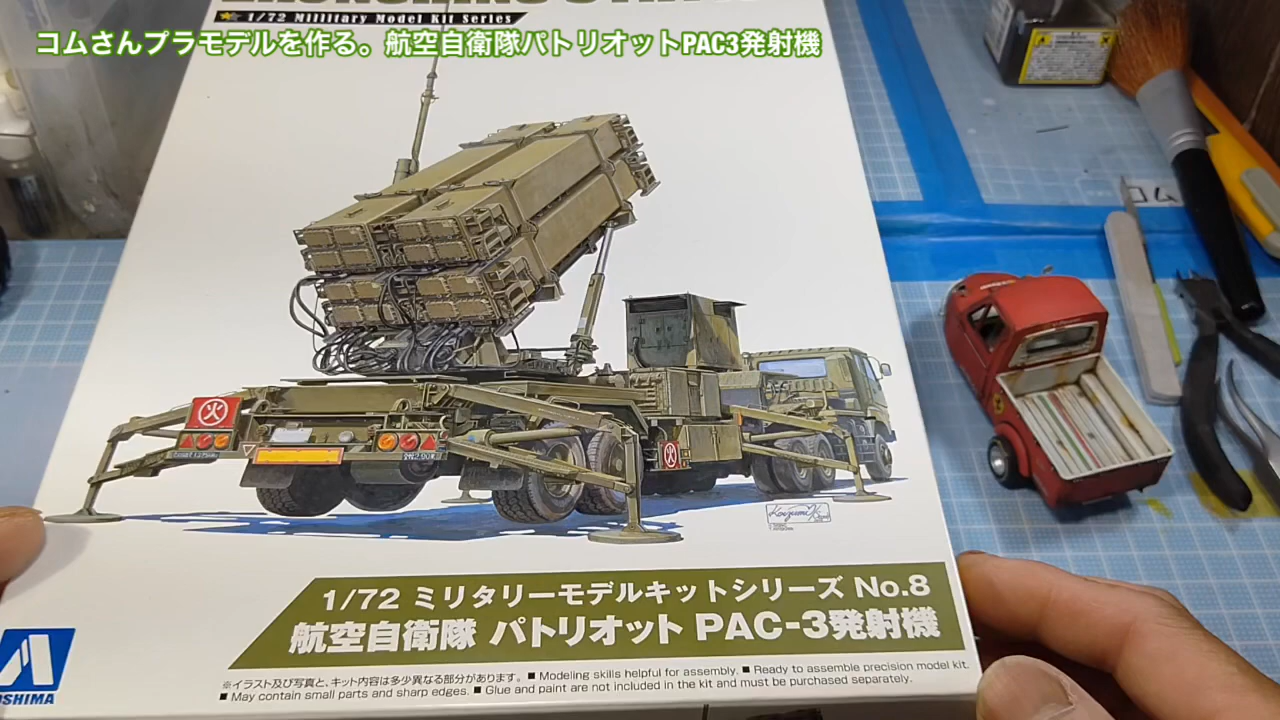 1/72 Millitary Model Kit Series
コムさんプラモデルを作る。航空自衛隊パトリオットPAC3発射機
火
火
1/72 ミリタリーモデルキットシリーズ No.8
航空自衛隊 パトリオット PAC-3発射機
※イラスト及び写真と、キット内容は多少異なる部分があります。 ■ Modeling skills helpful for assembly. ■ Ready to assemble precision model kit.
■ May contain small parts and sharp edges. ■ Glue and paint are not included in the kit and must be purchased separately.